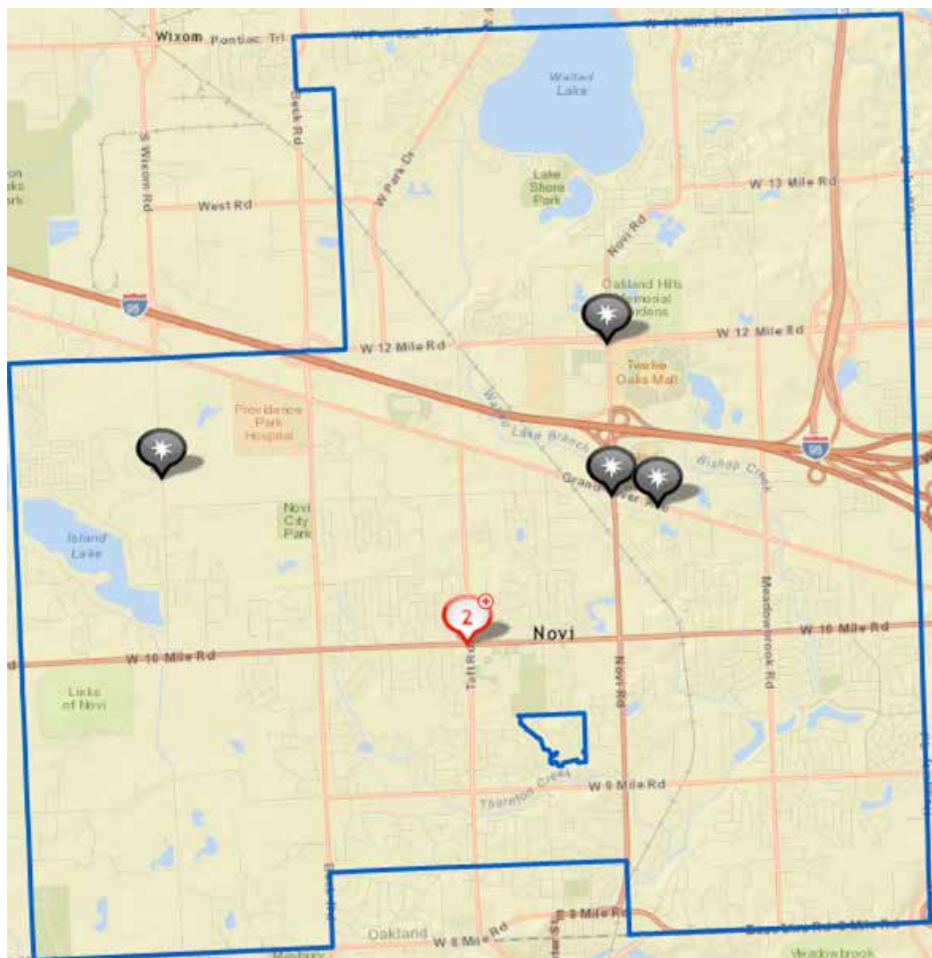 Wixom
Pontiac Trl
W Pontiac Trl
Beck Rd
S Wixom Rd
Walled
Lake
W Park Dr
Lake
Shore
Park
W 13 Mile Rd
West Rd
Novi Rd
Oakland Hills
Memorial
Gardens
W 12 Mile Rd
W 12 Mile Rd
Twelve
Oaks Mall
Providence
Park
Hospital
Walled Lake Branch
Bishop Creek
Grand River Ave
Novi
City
Park
Island
Lake
Meadowbrook Rd
2
Novi
W 10 Mile Rd
W 10 Mile Rd
Taft Rd
Novi Rd
Links
of Novi
W 9 Mile Rd
Thornton Creek
Oakland
W 8 Mile Rd
8 Mile Rd
Meadowbrook